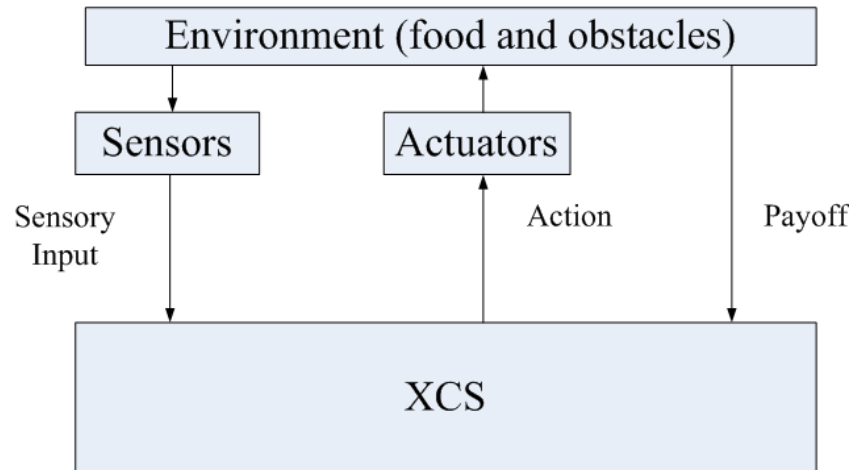 Environment (food and obstacles)
Sensors
Actuators
Sensory
Input
Action
Payoff
XCS